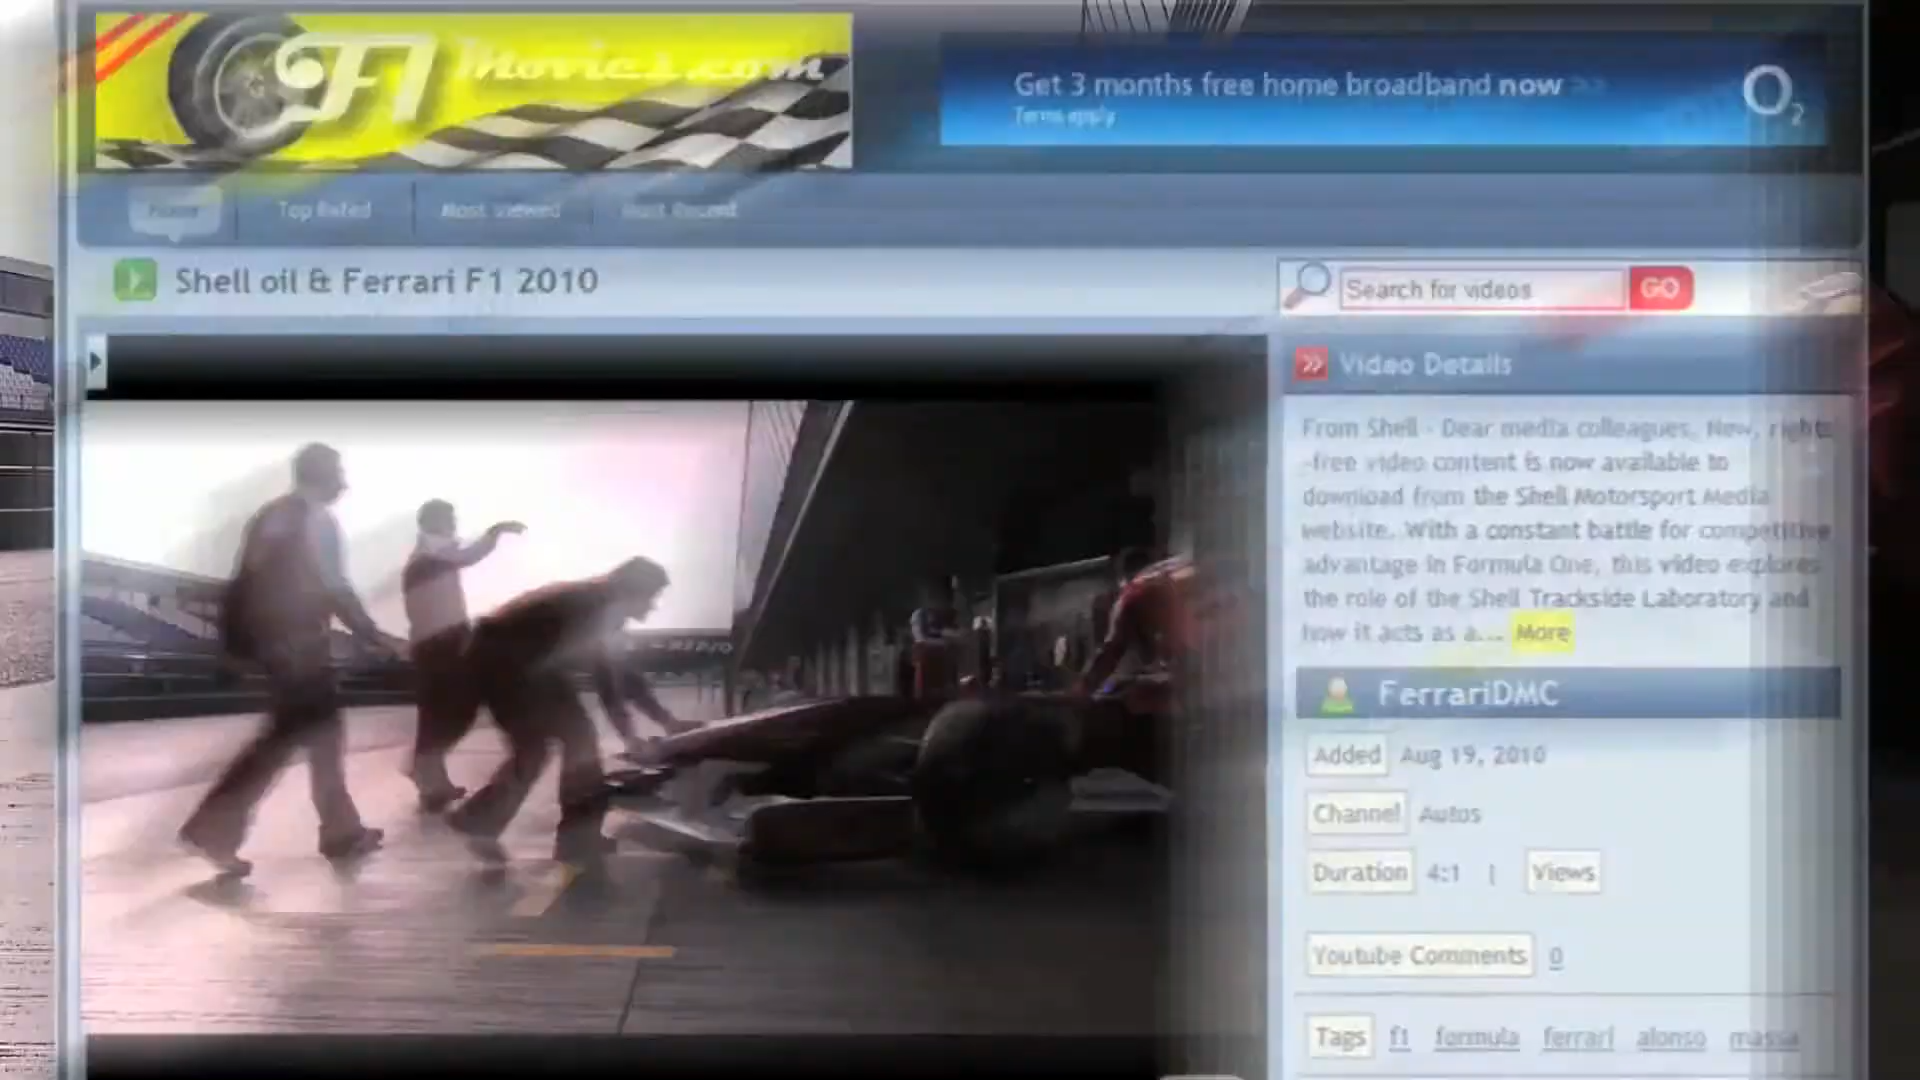 F1 Movies.com
Get 3 months free home broadband now >>
Terms apply
O2
Home
Top Rated
Most Viewed
Most Recent
Shell oil & Ferrari F1 2010
Search for videos
GO
Video Details
From Shell - Dear media colleagues, New, rights
-free video content is now available to
download from the Shell Motorsport Media
website. With a constant battle for competitive
advantage in Formula One, this video explores
the role of the Shell Trackside Laboratory and
how it acts as a... More
FerrariDMC
Added Aug 19, 2010
Channel Autos
Duration 4:1 | Views
Youtube Comments 0
Tags f1 formula ferrari alonso massa